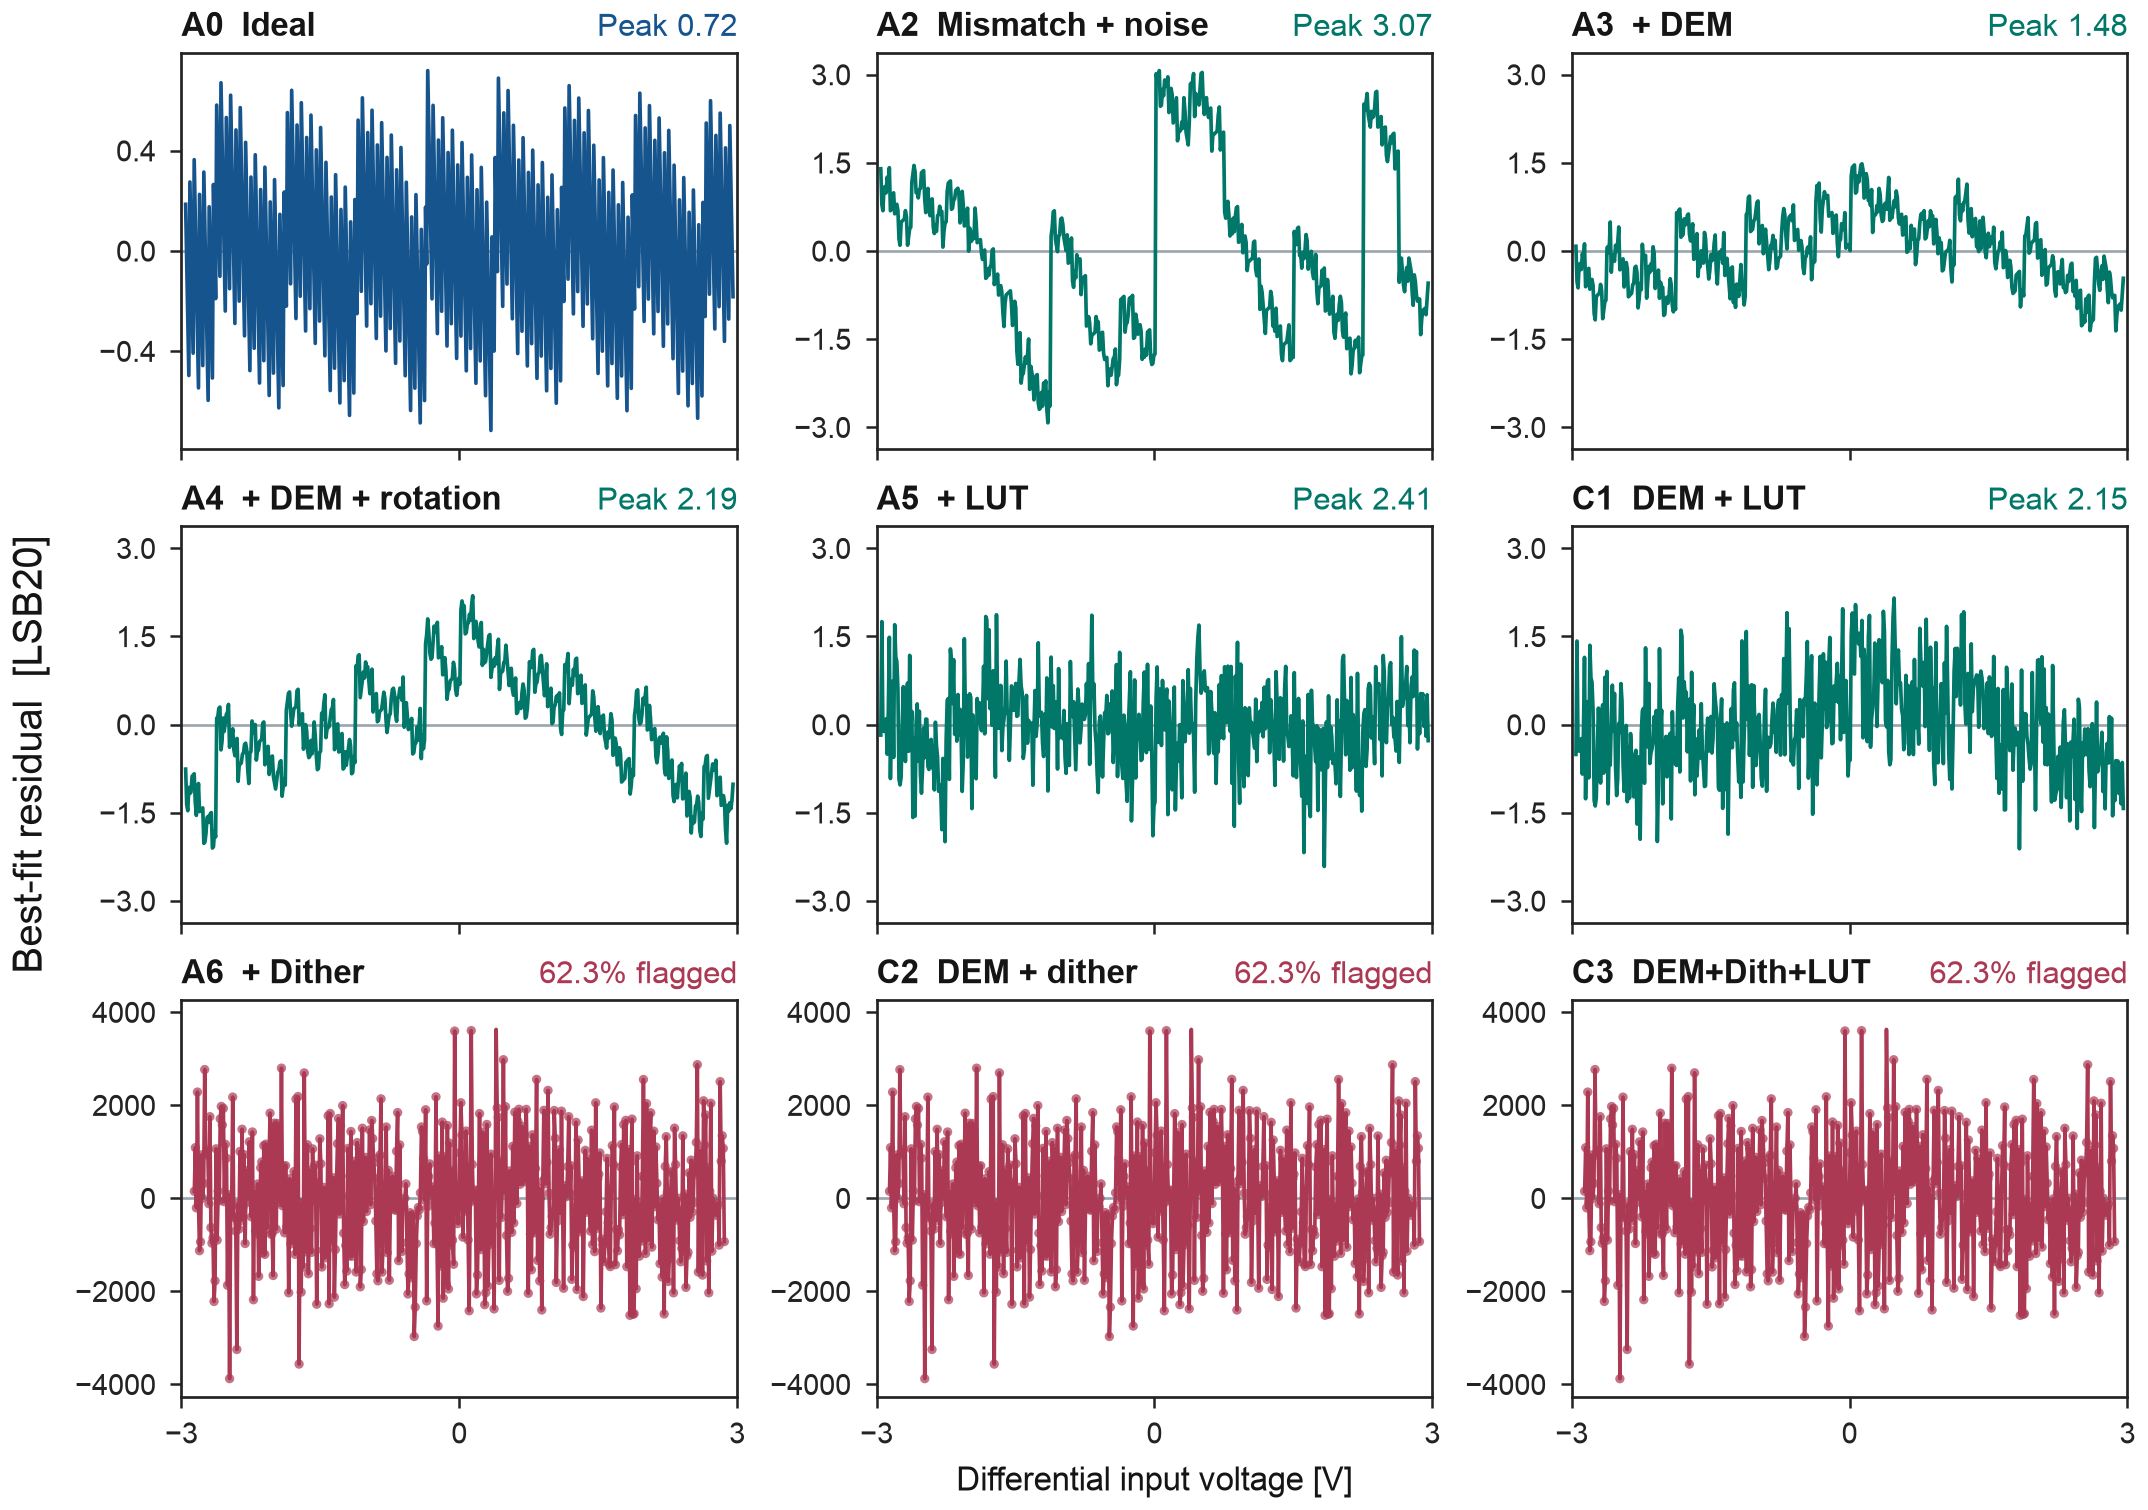 A0 Ideal
Peak 0.72
A2 Mismatch + noise
Peak 3.07
A3 + DEM
Peak 1.48
0.4
0.0
−0.4
3.0
1.5
0.0
−1.5
−3.0
3.0
1.5
0.0
−1.5
−3.0
A4 + DEM + rotation
Peak 2.19
A5 + LUT
Peak 2.41
C1 DEM + LUT
Peak 2.15
3.0
1.5
0.0
−1.5
−3.0
3.0
1.5
0.0
−1.5
−3.0
3.0
1.5
0.0
−1.5
−3.0
Best-fit residual [LSB20]
A6 + Dither
62.3% flagged
C2 DEM + dither
62.3% flagged
C3 DEM+Dith+LUT
62.3% flagged
4000
2000
0
−2000
−4000
4000
2000
0
−2000
−4000
4000
2000
0
−2000
−4000
−3
0
3
−3
0
3
−3
0
3
Differential input voltage [V]